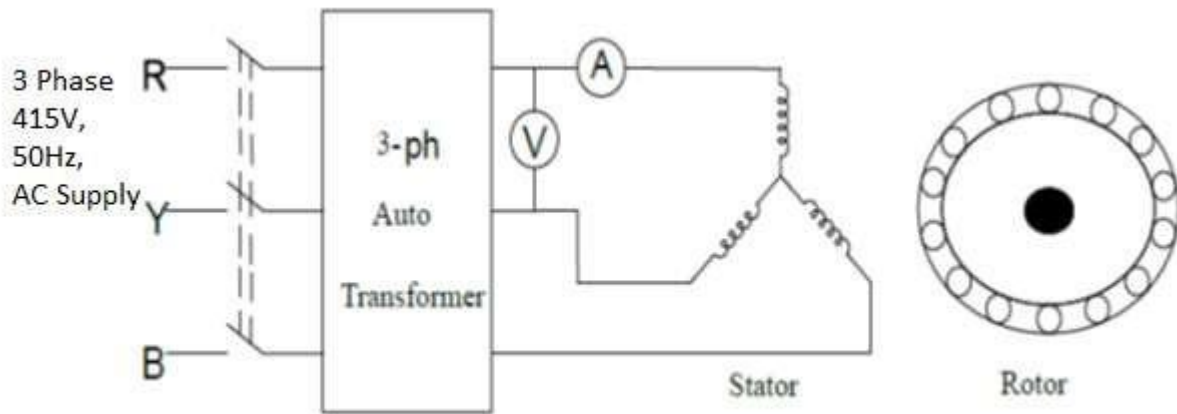 3 Phase
415V,
50Hz,
AC Supply
R
Y
B
3-ph
Auto
Transformer
A
V
Stator
Rotor